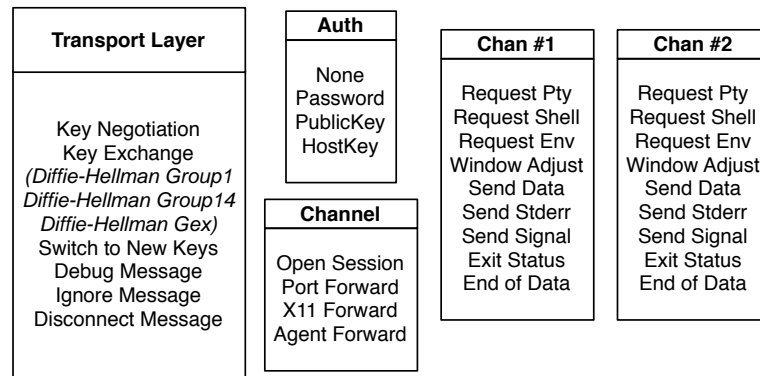 Transport Layer
Key Negotiation
Key Exchange
(Diffie-Hellman Group1
Diffie-Hellman Group14
Diffie-Hellman Gex)
Switch to New Keys
Debug Message
Ignore Message
Disconnect Message
Auth
None
Password
PublicKey
HostKey
Channel
Open Session
Port Forward
X11 Forward
Agent Forward
Chan #1
Request Pty
Request Shell
Request Env
Window Adjust
Send Data
Send Stderr
Send Signal
Exit Status
End of Data
Chan #2
Request Pty
Request Shell
Request Env
Window Adjust
Send Data
Send Stderr
Send Signal
Exit Status
End of Data